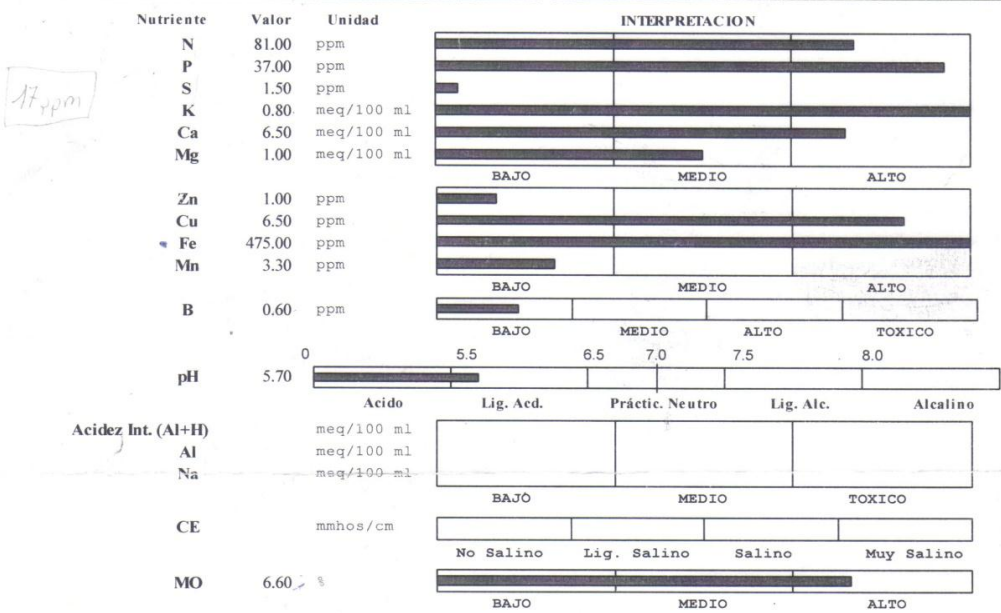 Nutriente Valor Unidad INTERPRETACION
N 81.00 ppm
P 37.00 ppm
17 ppm
S 1.50 ppm
K 0.80 meq/100 ml
Ca 6.50 meq/100 ml
Mg 1.00 meq/100 ml
BAJO MEDIO ALTO
Zn 1.00 ppm
Cu 6.50 ppm
Fe 475.00 ppm
Mn 3.30 ppm
BAJO MEDIO ALTO
B 0.60 ppm
BAJO MEDIO ALTO TOXICO
0 5.5 6.5 7.0 7.5 8.0
pH 5.70
Acido Lig. Acd. Práctic. Neutro Lig. Alc. Alcalino
Acidez Int. (Al+H) meq/100 ml
Al meq/100 ml
Na meq/100 ml
BAJO MEDIO TOXICO
CE mmhos/cm
No Salino Lig. Salino Salino Muy Salino
MO 6.60 %
BAJO MEDIO ALTO